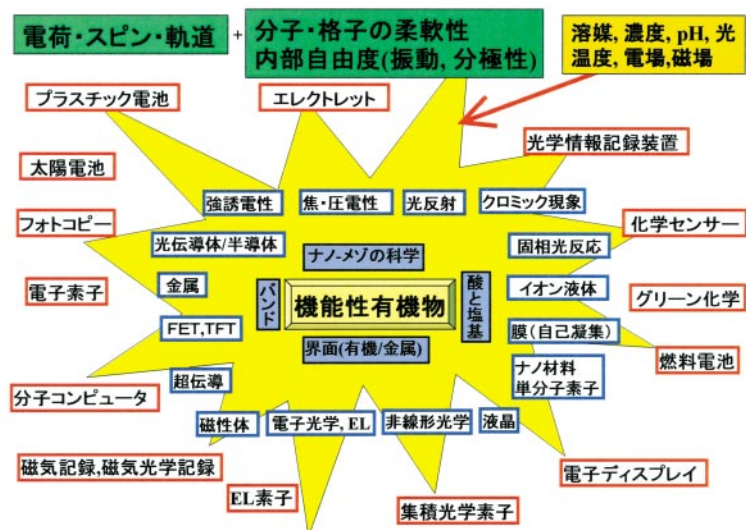 電荷・スピン・軌道
+
分子・格子の柔軟性
内部自由度(振動, 分極性)
溶媒, 濃度, pH, 光
温度, 電場,磁場
プラスチック電池
エレクトレット
光学情報記録装置
太陽電池
強誘電性
焦・圧電性
光反射
クロミック現象
フォトコピー
化学センサー
光伝導体/半導体
ナノ-メゾの科学
固相光反応
電子素子
金属
バンド
機能性有機物
酸と塩基
イオン液体
グリーン化学
FET,TFT
界面(有機/金属)
膜(自己凝集)
燃料電池
分子コンピュータ
超伝導
ナノ材料
単分子素子
磁性体
電子光学, EL
非線形光学
液晶
磁気記録,磁気光学記録
電子ディスプレイ
EL素子
集積光学素子